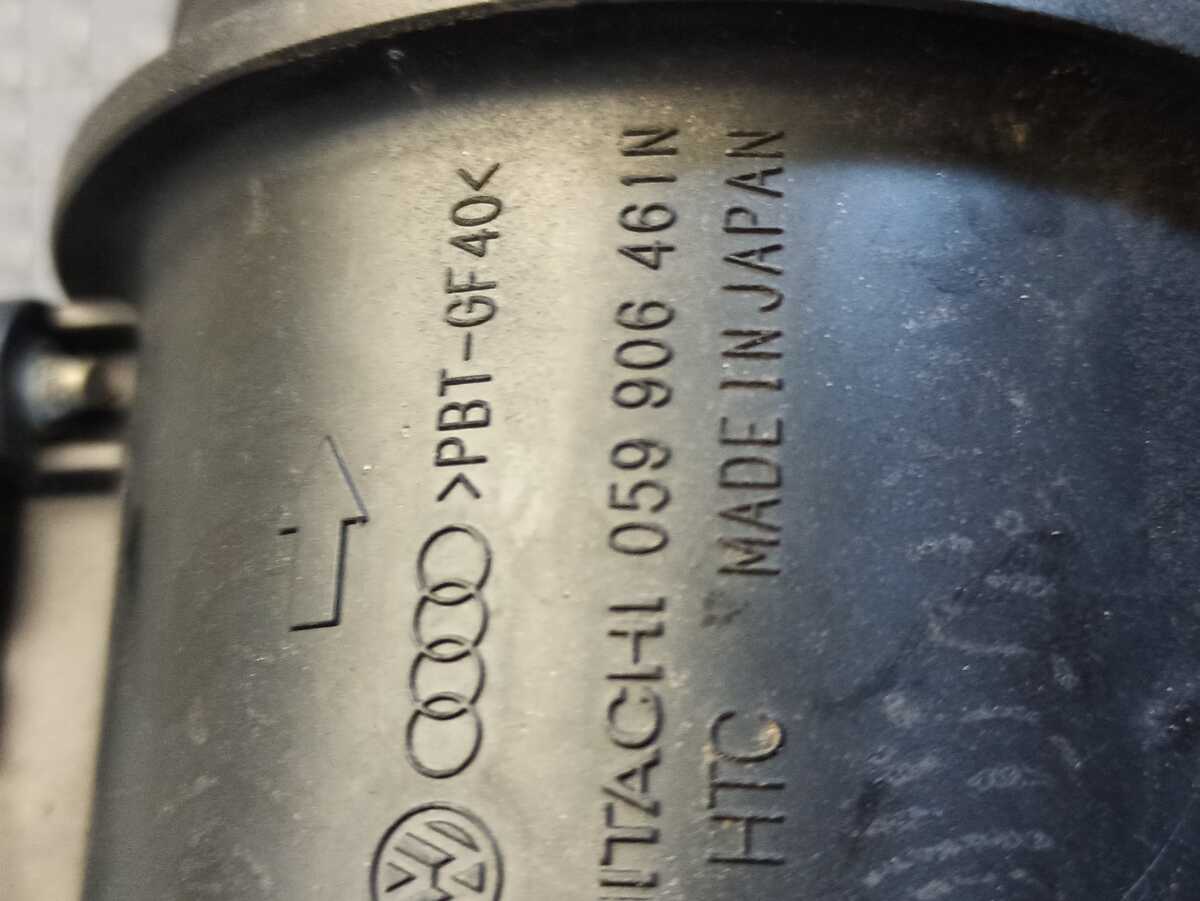 >PBT-GF40<
HITACHI 059 906 461N
HTC MADE IN JAPAN